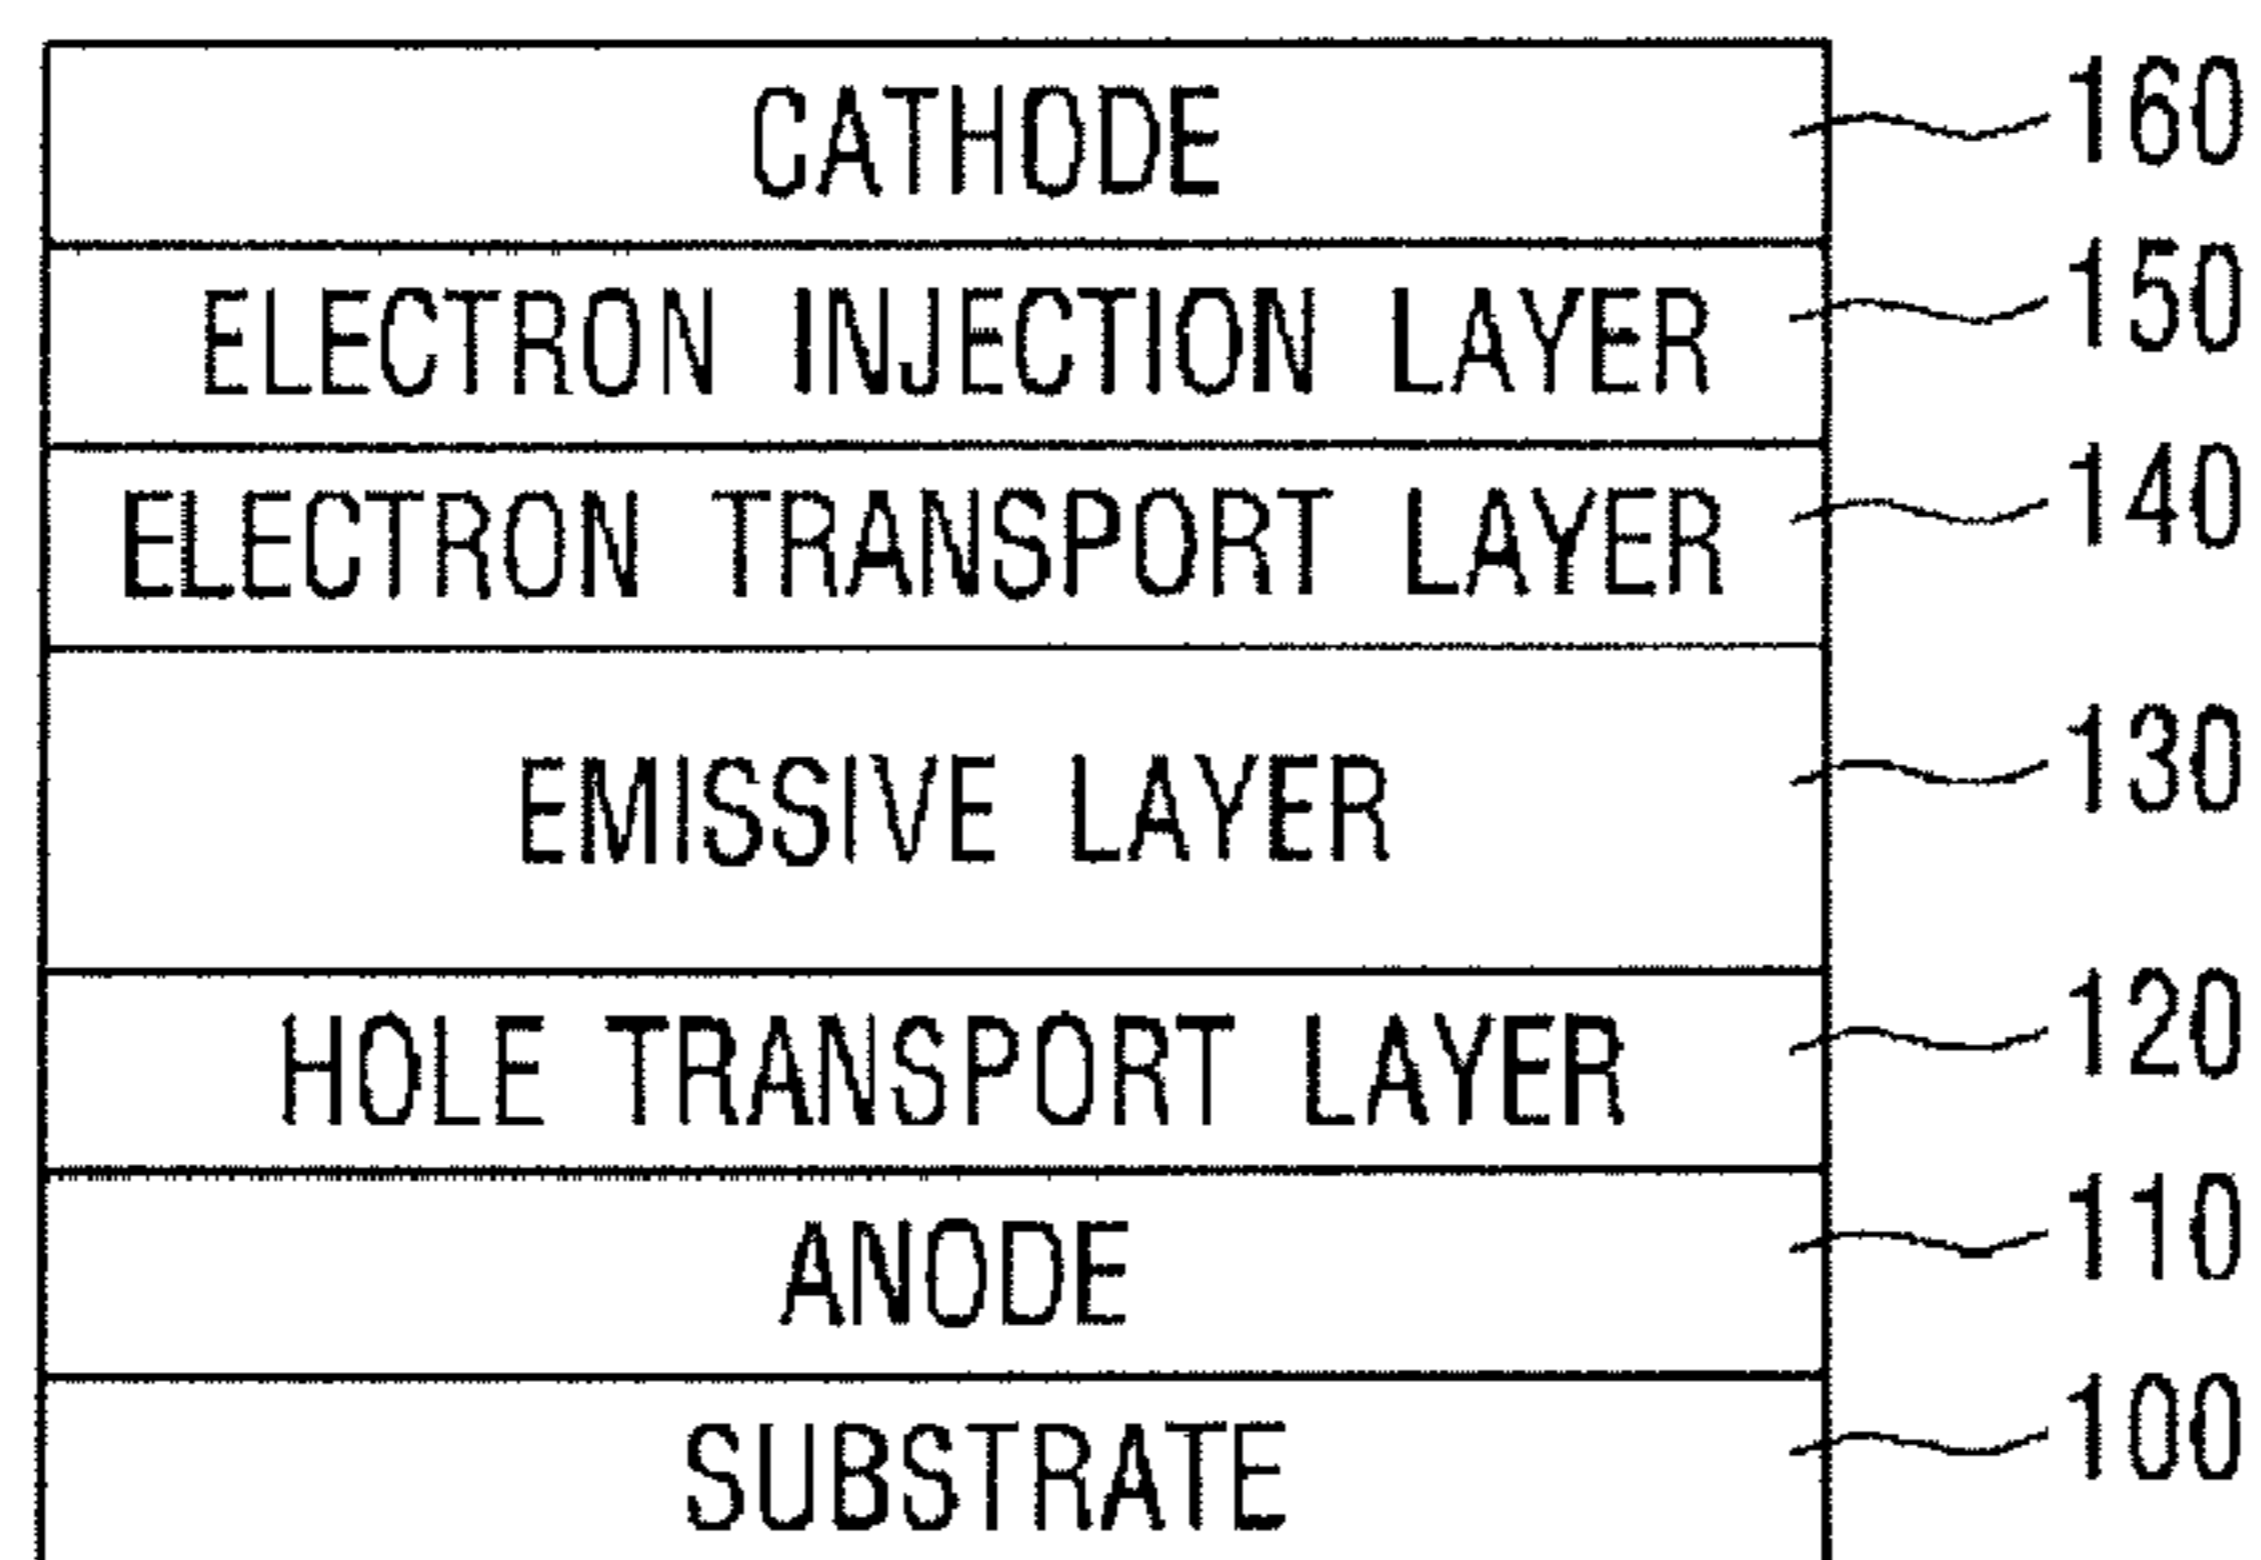 CATHODE 160
ELECTRON INJECTION LAYER 150
ELECTRON TRANSPORT LAYER 140
EMISSIVE LAYER 130
HOLE TRANSPORT LAYER 120
ANODE 110
SUBSTRATE 100